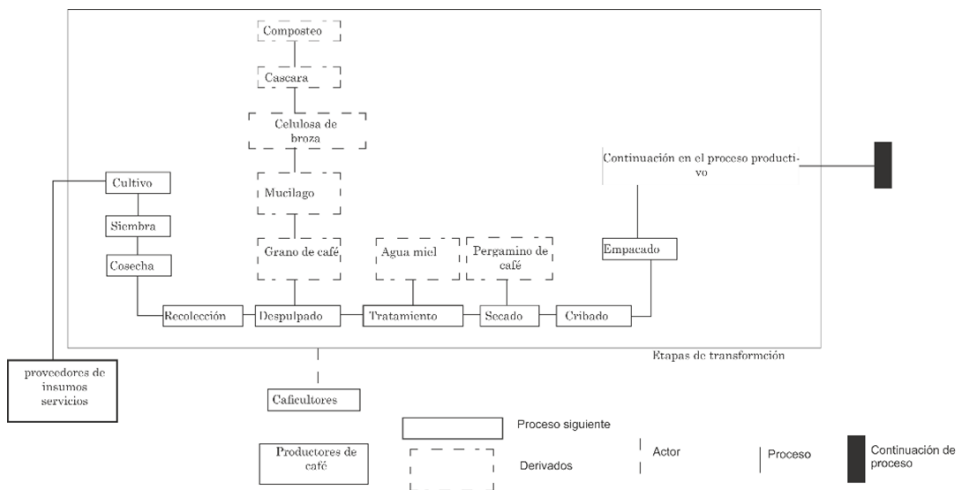 Composteo
Cascara
Celulosa de
broza
Mucilago
Grano de café
Agua miel
Pergamino de
café
Continuación en el proceso producti-
vo
Cultivo
Siembra
Cosecha
Empacado
Recolección
Despulpado
Tratamiento
Secado
Cribado
Etapas de transformción
proveedores de
insumos
servicios
Caficultores
Productores de
café
Proceso siguiente
Derivados
Actor
Proceso
Continuación de
proceso